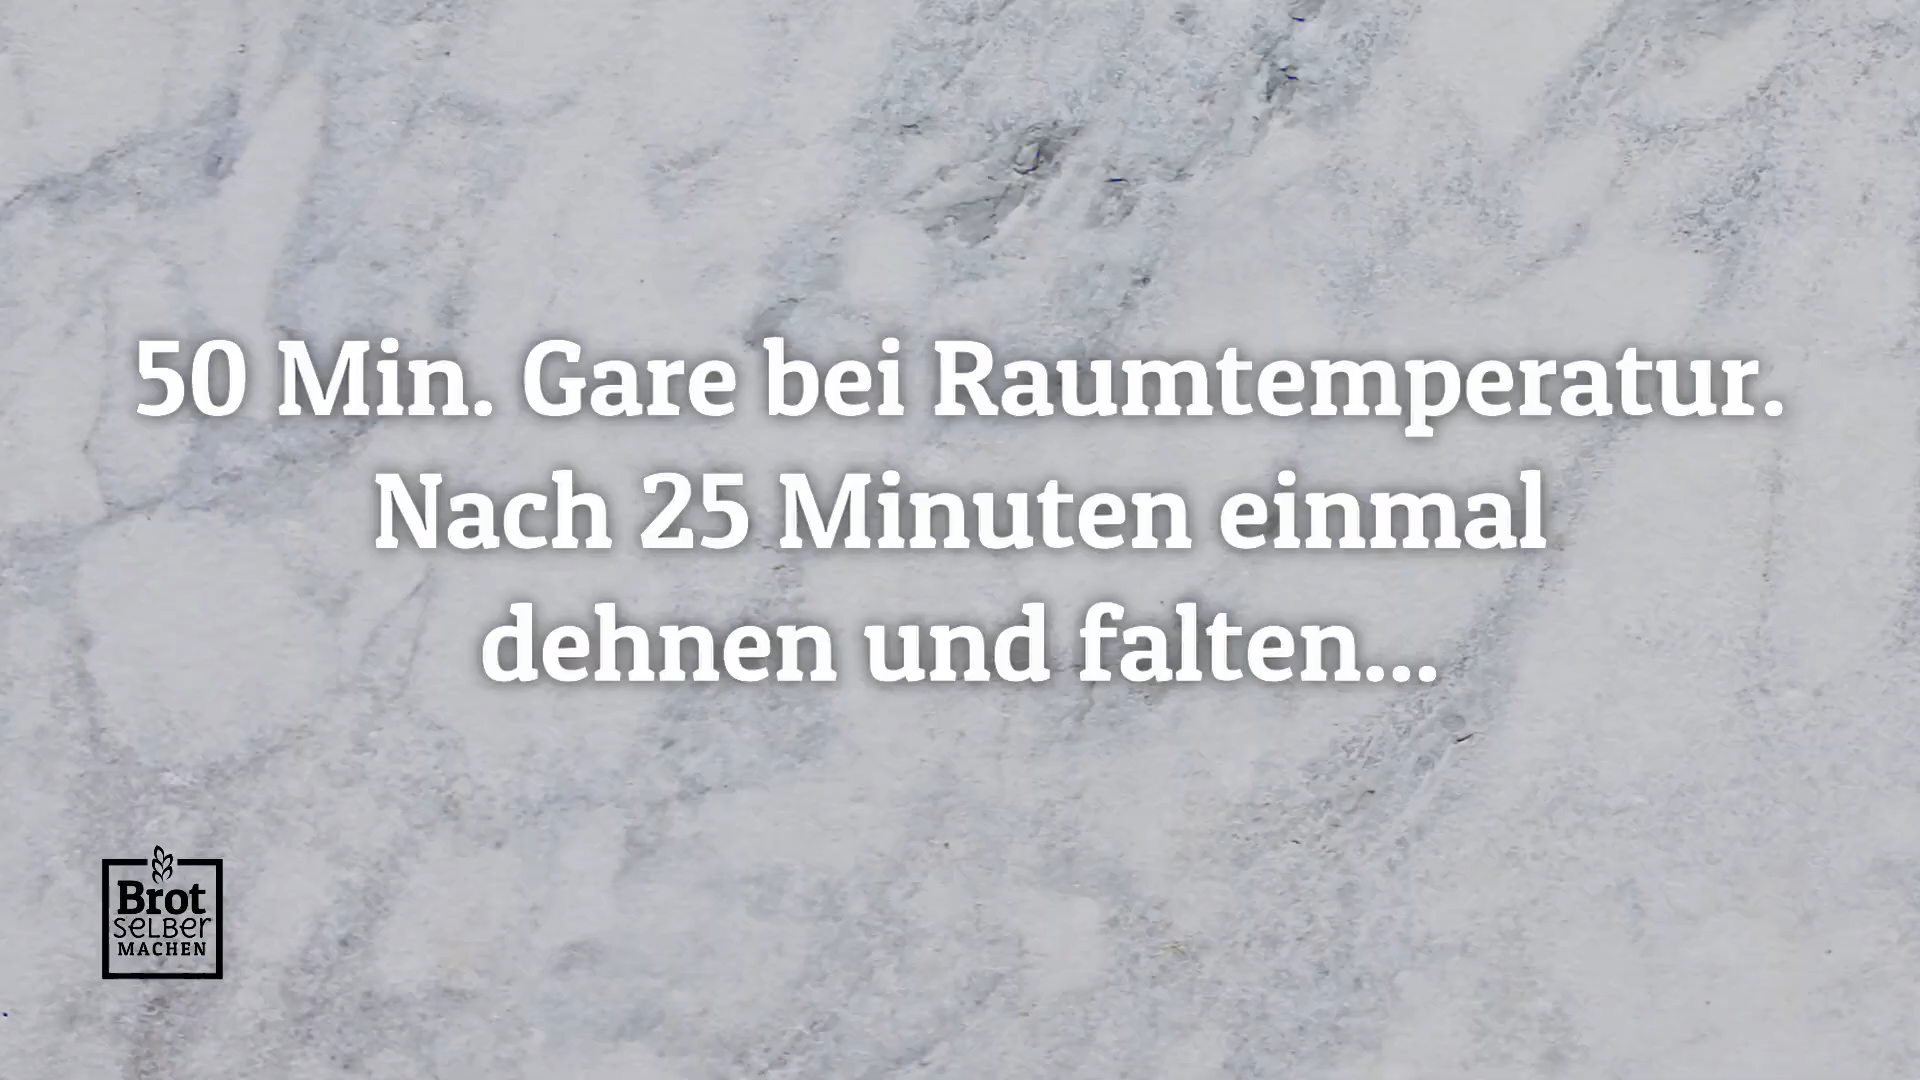 50 Min. Gare bei Raumtemperatur.
Nach 25 Minuten einmal
dehnen und falten...
Brot
SELBER
MACHEN